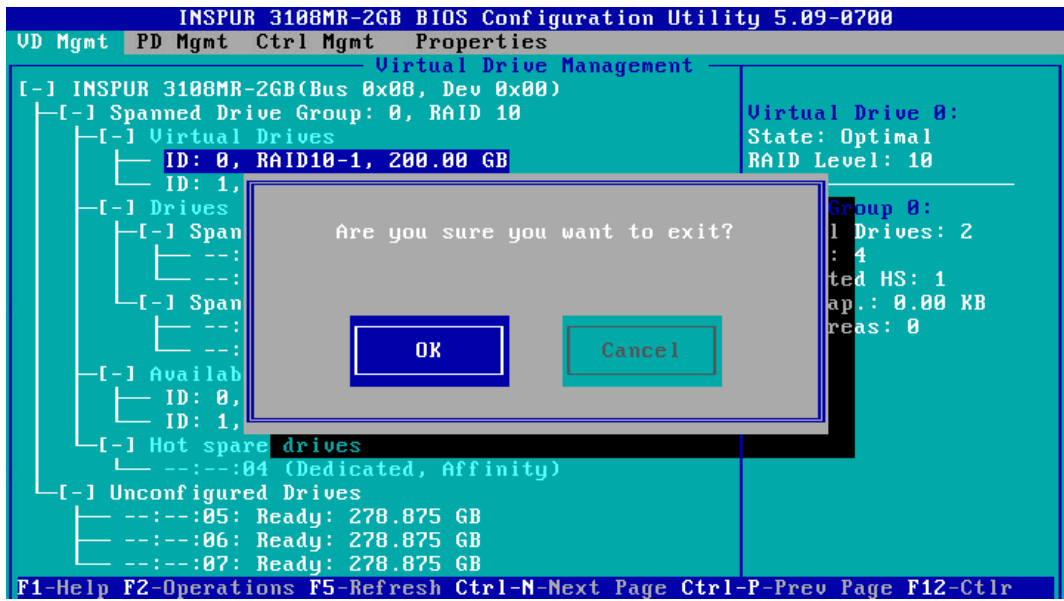 INSPUR 3108MR-2GB BIOS Configuration Utility 5.09-0700
VD Mgmt PD Mgmt Ctrl Mgmt Properties
Virtual Drive Management
[-] INSPUR 3108MR-2GB(Bus 0x08, Dev 0x00)
[-] Spanned Drive Group: 0, RAID 10
[-] Virtual Drives
ID: 0, RAID10-1, 200.00 GB
ID: 1,
[-] Drives
[-] Span
--:
--:
[-] Span
--:
--:
[-] Availab
ID: 0,
ID: 1,
[-] Hot spare drives
--:--:04 (Dedicated, Affinity)
[-] Unconfigured Drives
--:--:05: Ready: 278.875 GB
--:--:06: Ready: 278.875 GB
--:--:07: Ready: 278.875 GB
Virtual Drive 0:
State: Optimal
RAID Level: 10
Group 0:
l Drives: 2
: 4
ted HS: 1
ap.: 0.00 KB
reas: 0
Are you sure you want to exit?
OK
Cancel
F1-Help F2-Operations F5-Refresh Ctrl-N-Next Page Ctrl-P-Prev Page F12-Ctlr